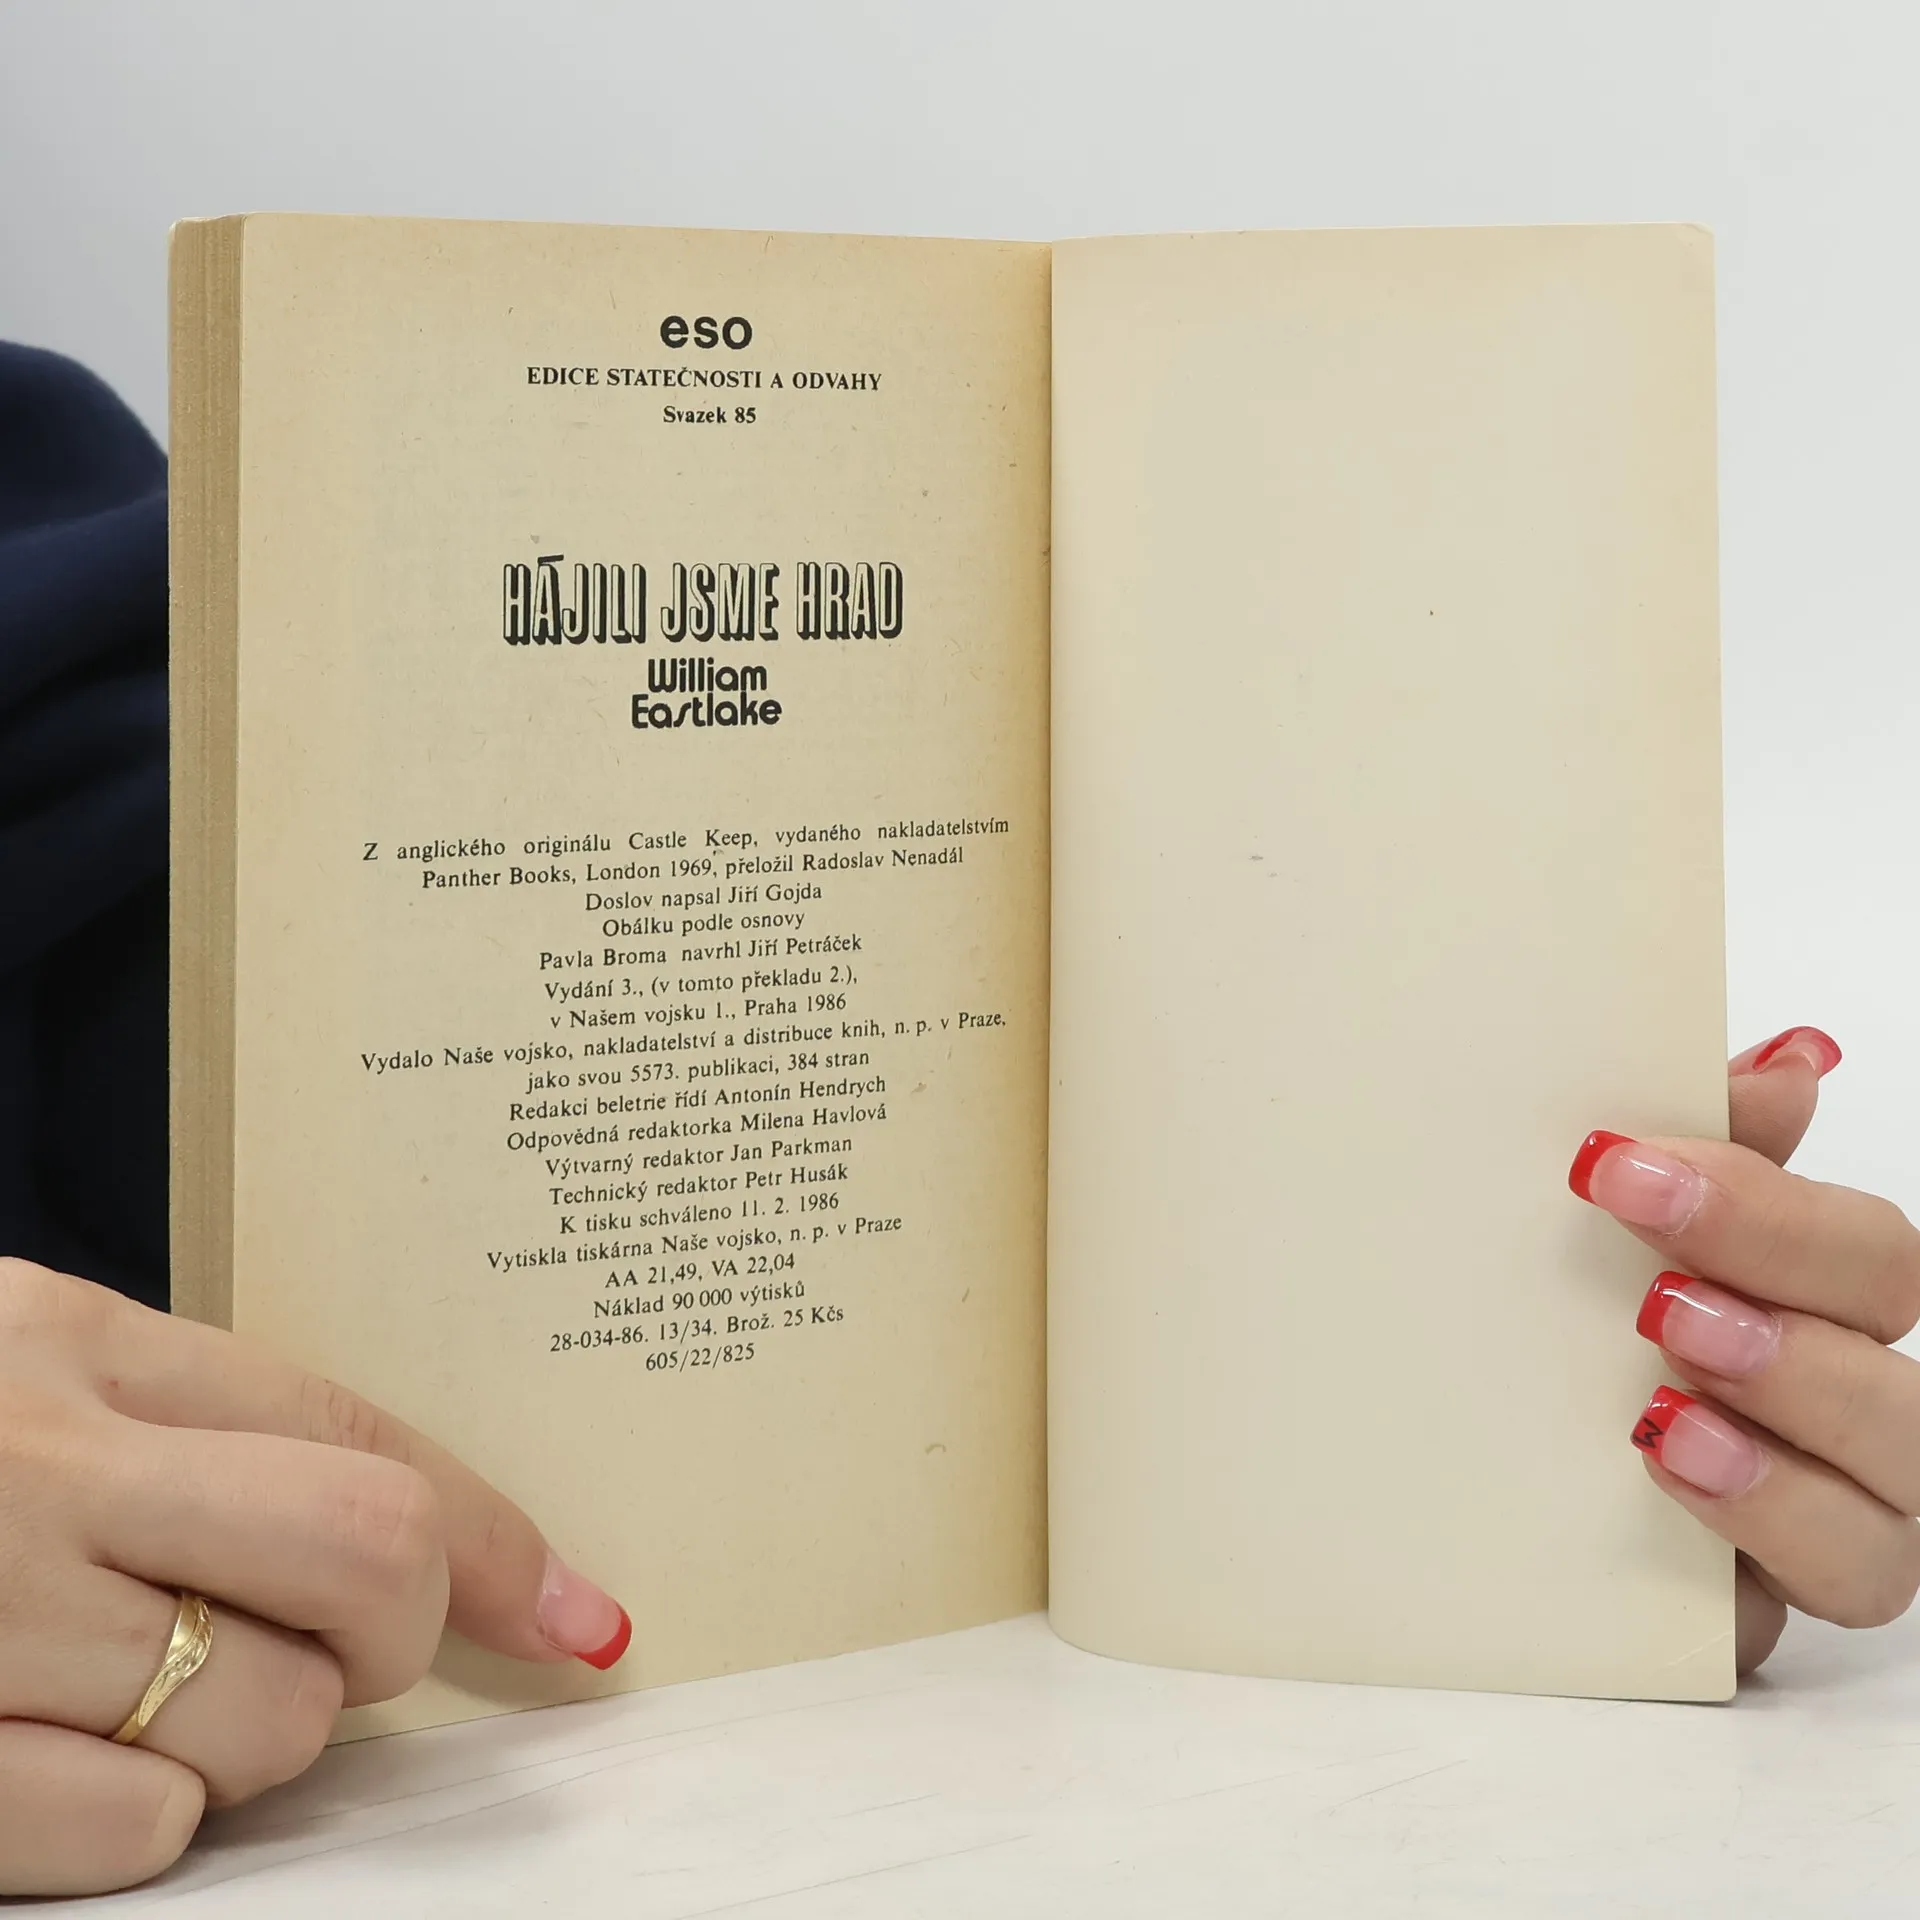 eso
EDICE STATEČNOSTI A ODVAHY
Svazek 85
HÁJILI JSME HRAD
William
Eastlake
Z anglického originálu Castle Keep, vydaného nakladatelstvím
Panther Books, London 1969, přeložil Radoslav Nenadál
Doslov napsal Jiří Gojda
Obálku podle osnovy
Pavla Broma navrhl Jiří Petráček
Vydání 3., (v tomto překladu 2.),
v Našem vojsku 1., Praha 1986
Vydalo Naše vojsko, nakladatelství a distribuce knih, n. p. v Praze,
jako svou 5573. publikaci, 384 stran
Redakci beletrie řídí Antonín Hendrych
Odpovědná redaktorka Milena Havlová
Výtvarný redaktor Jan Parkman
Technický redaktor Petr Husák
K tisku schváleno 11. 2. 1986
Vytiskla tiskárna Naše vojsko, n. p. v Praze
AA 21,49, VA 22,04
Náklad 90 000 výtisků
28-034-86. 13/34. Brož. 25 Kčs
605/22/825